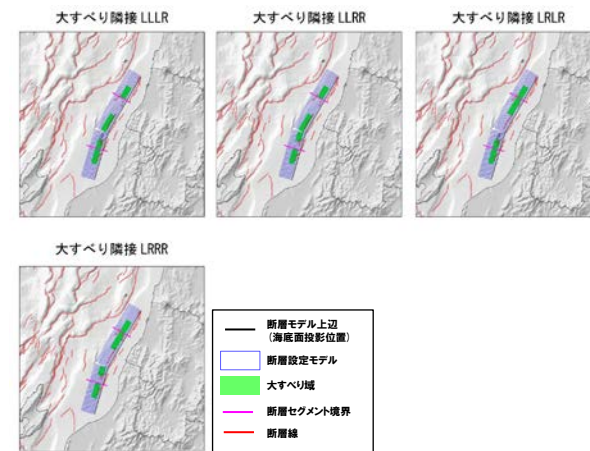 大すべり隣接 LLLR
大すべり隣接 LLRR
大すべり隣接 LRLR
大すべり隣接 LRRR
断層モデル上辺
(海底面投影位置)
断層設定モデル
大すべり域
断層セグメント境界
断層線